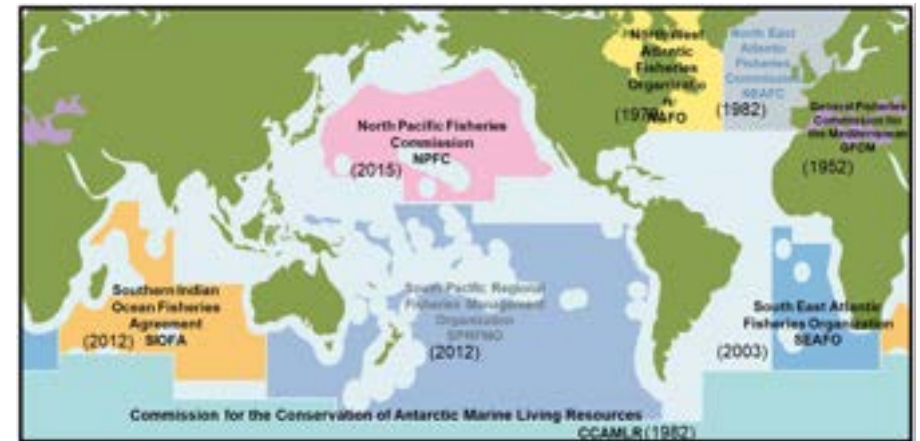 North West
Atlantic
Fisheries
Organizatio
n
NAFO
North East
Atlantic
Fisheries
Commission
NEAFC
(1982)
General Fisheries
Commission for
the Mediterranean
GFCM
(1952)
North Pacific Fisheries
Commission
NPFC
(2015)
Southern Indian
Ocean Fisheries
Agreement
SIOFA
(2012)
South Pacific Regional
Fisheries Management
Organization
SPRFMO
(2012)
South East Atlantic
Fisheries Organization
SEAFO
(2003)
Commission for the Conservation of Antarctic Marine Living Resources
CCAMLR (1982)